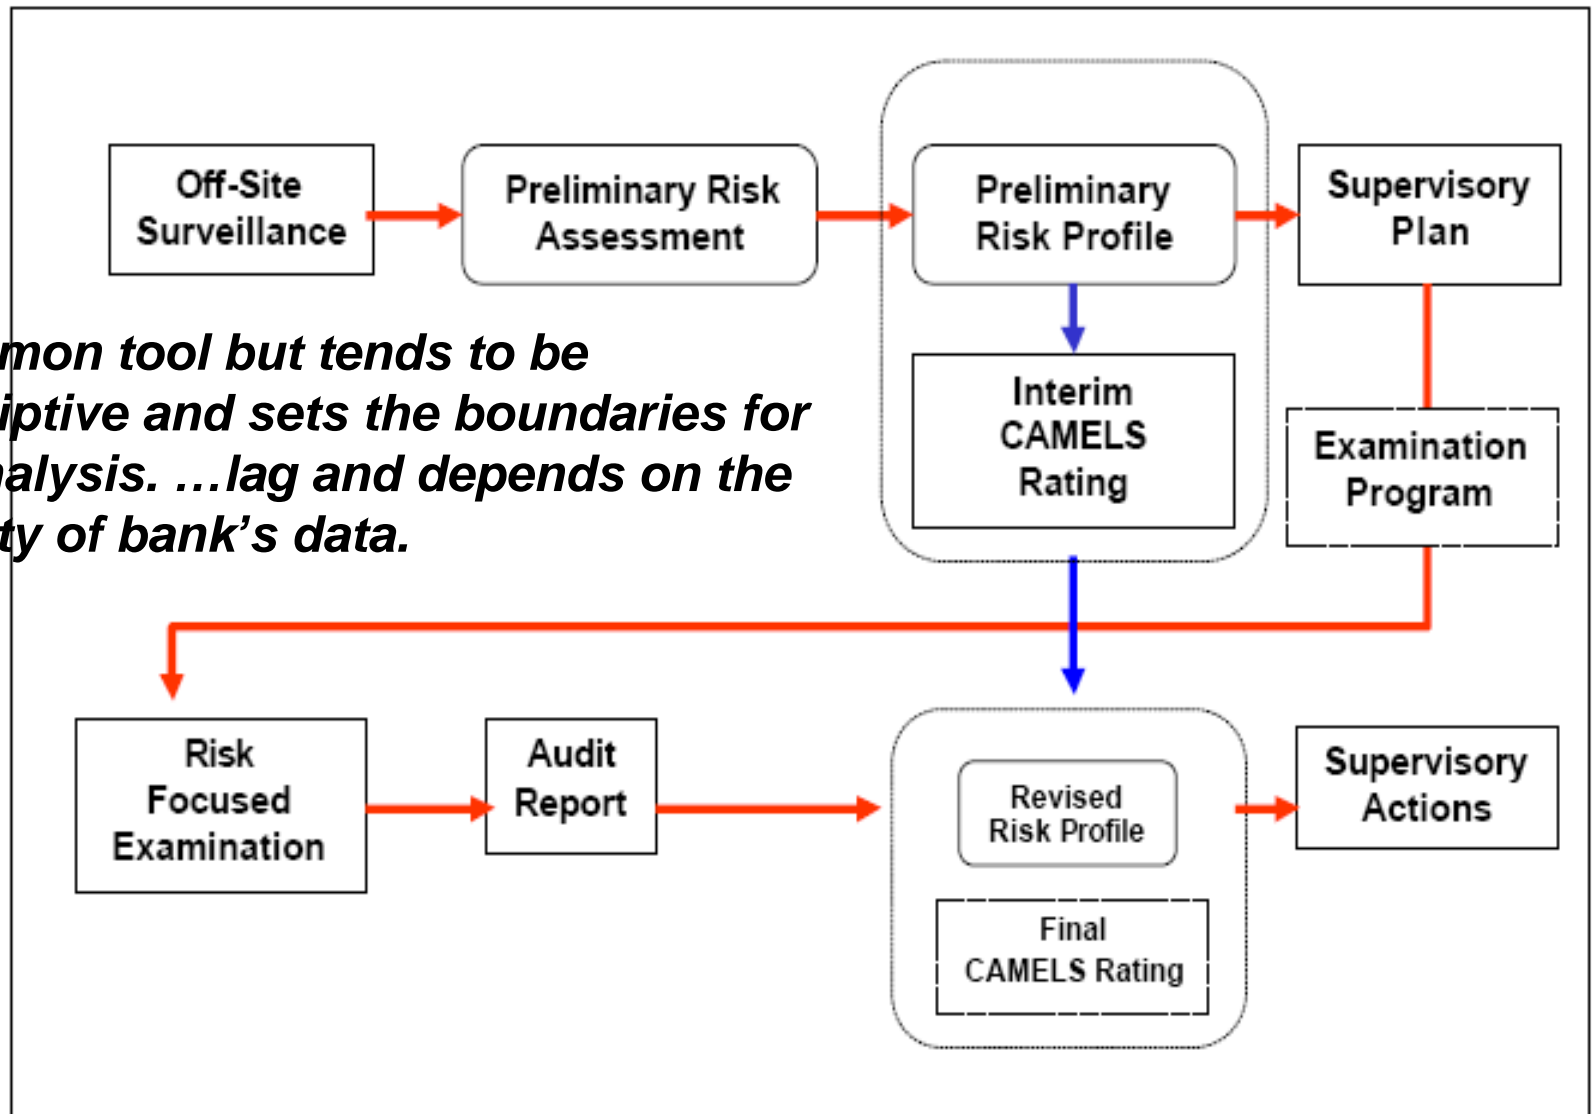 Off-Site
Surveillance
Preliminary Risk
Assessment
Preliminary
Risk Profile
Supervisory
Plan
mon tool but tends to be
iptive and sets the boundaries for
alysis. …lag and depends on the
ty of bank’s data.
Interim
CAMELS
Rating
Examination
Program
Risk
Focused
Examination
Audit
Report
Revised
Risk Profile
Final
CAMELS Rating
Supervisory
Actions